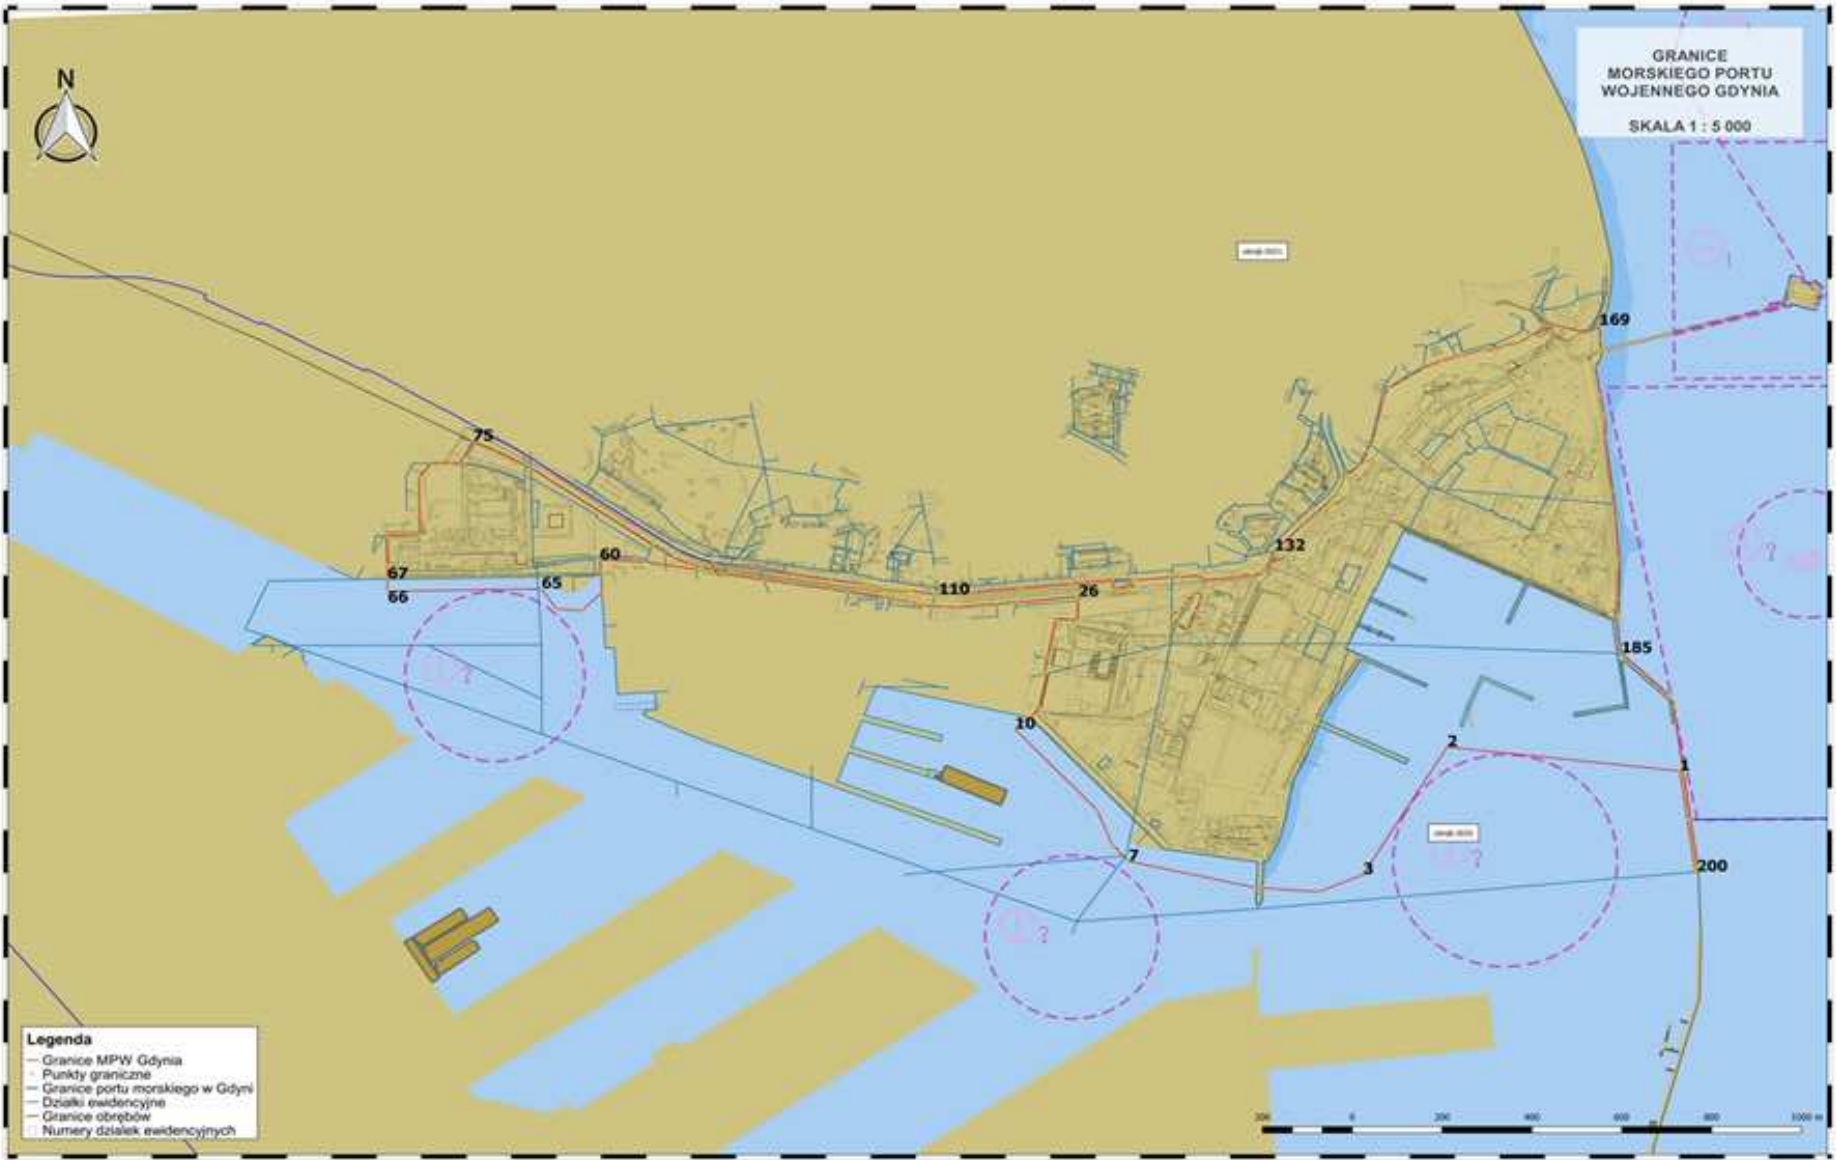 N
GRANICE
MORSKIEGO PORTU
WOJENNEGO GDYNIA
SKALA 1 : 5 000
169
75
132
60
67
65
110
26
66
185
10
2
1
7
3
200
?
?
?
?
Legenda
Granice MPW Gdynia
Punkty graniczne
Granice portu morskiego w Gdyni
Działki ewidencyjne
Granice obrębów
Numery działek ewidencyjnych
200 0 200 400 600 800 1000 m